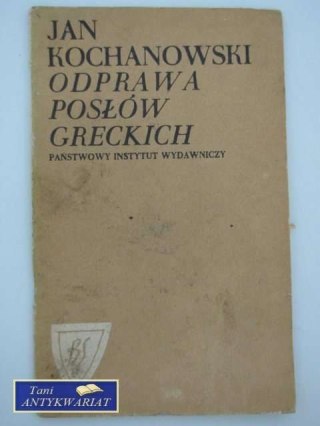 JAN
KOCHANOWSKI
ODPRAWA
POSŁÓW
GRECKICH
PAŃSTWOWY INSTYTUT WYDAWNICZY
Tani
ANTYKWARIAT